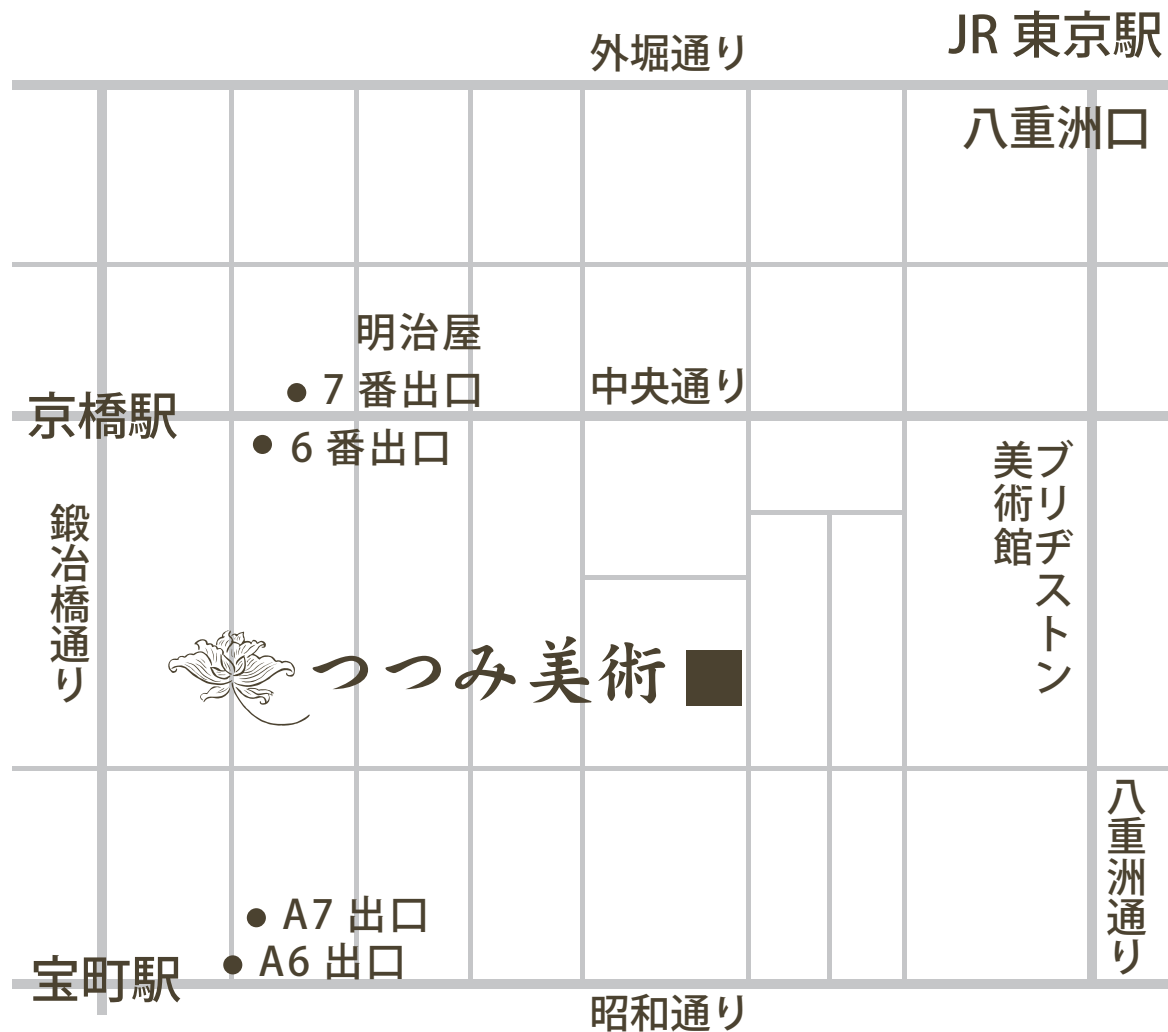 JR 東京駅
外堀通り
八重洲口
明治屋
7 番出口
中央通り
京橋駅
6 番出口
ブリヂストン
美術館
鍛冶橋通り
つつみ美術
八重洲通り
A7 出口
A6 出口
宝町駅
昭和通り